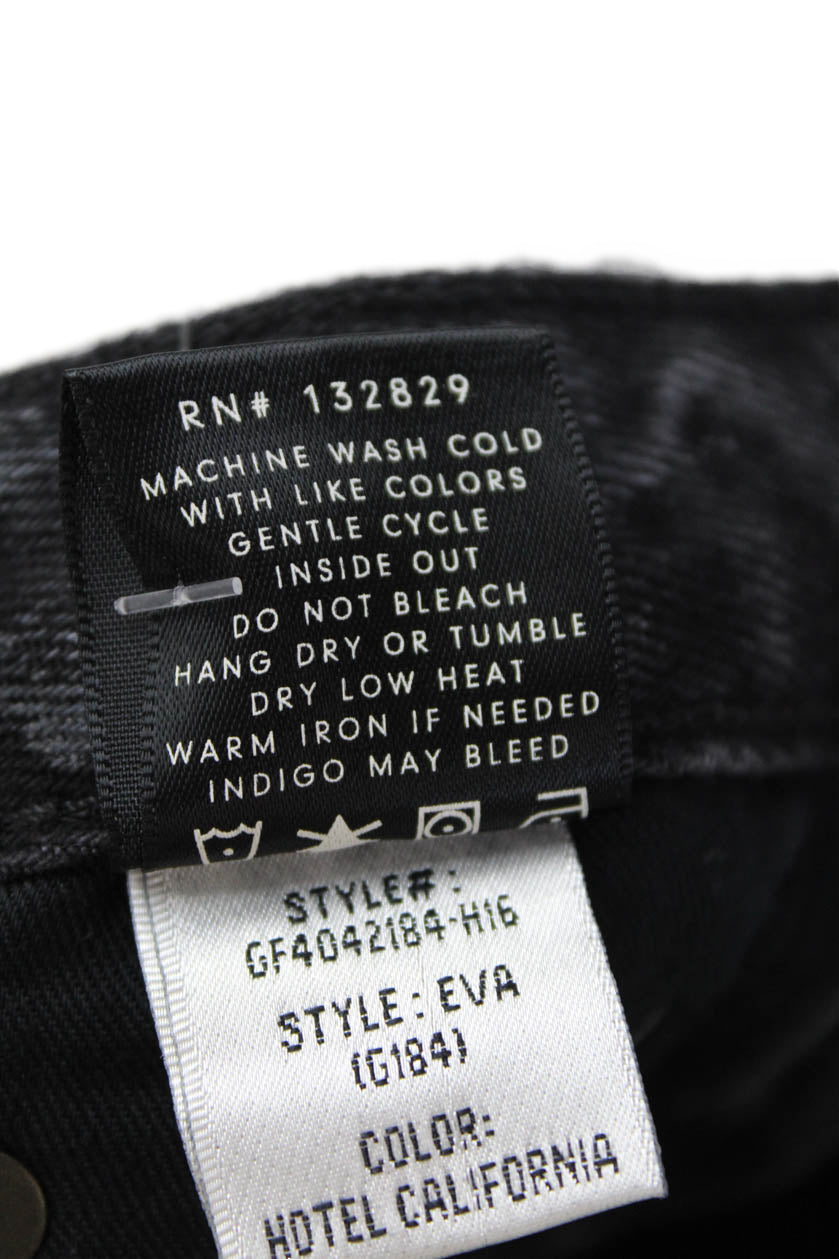 RN# 132829
MACHINE WASH COLD
WITH LIKE COLORS
GENTLE CYCLE
INSIDE OUT
DO NOT BLEACH
HANG DRY OR TUMBLE
DRY LOW HEAT
WARM IRON IF NEEDED
INDIGO MAY BLEED
STYLE#:
GF4042184-H16
STYLE: EVA
(G184)
COLOR:
HOTEL CALIFORNIA